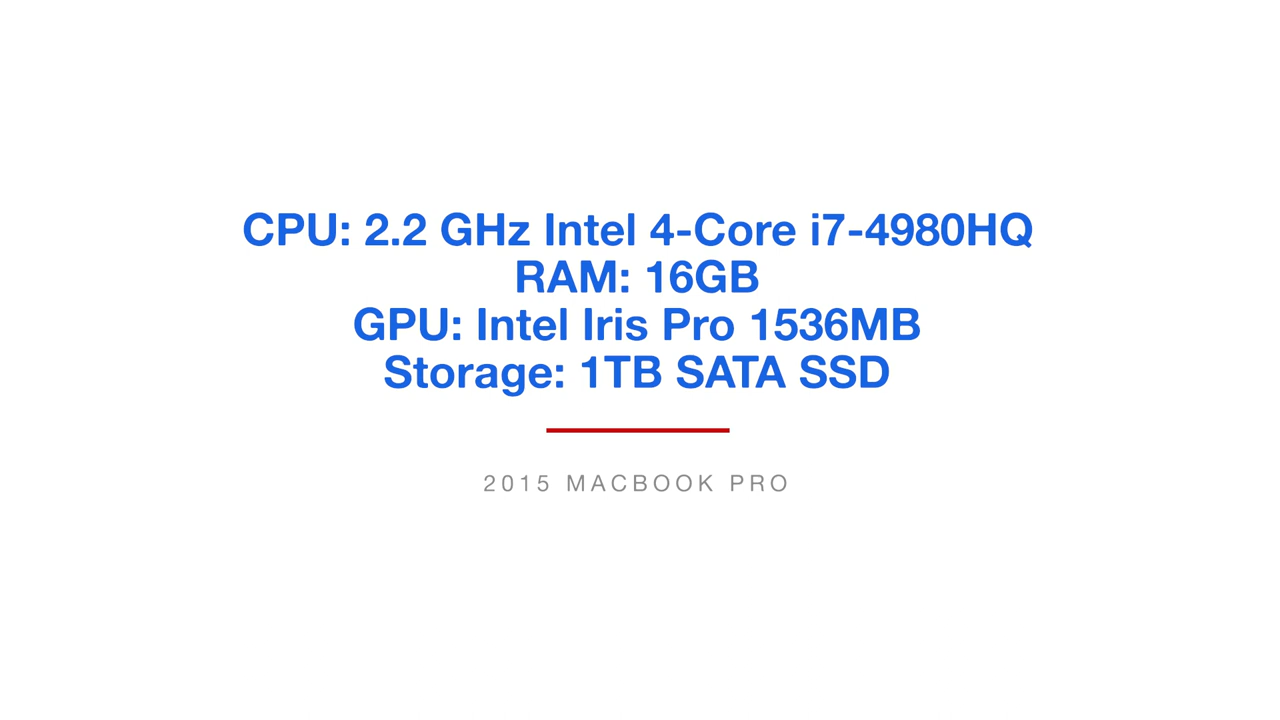 CPU: 2.2 GHz Intel 4-Core i7-4980HQ
RAM: 16GB
GPU: Intel Iris Pro 1536MB
Storage: 1TB SATA SSD
2015 MACBOOK PRO